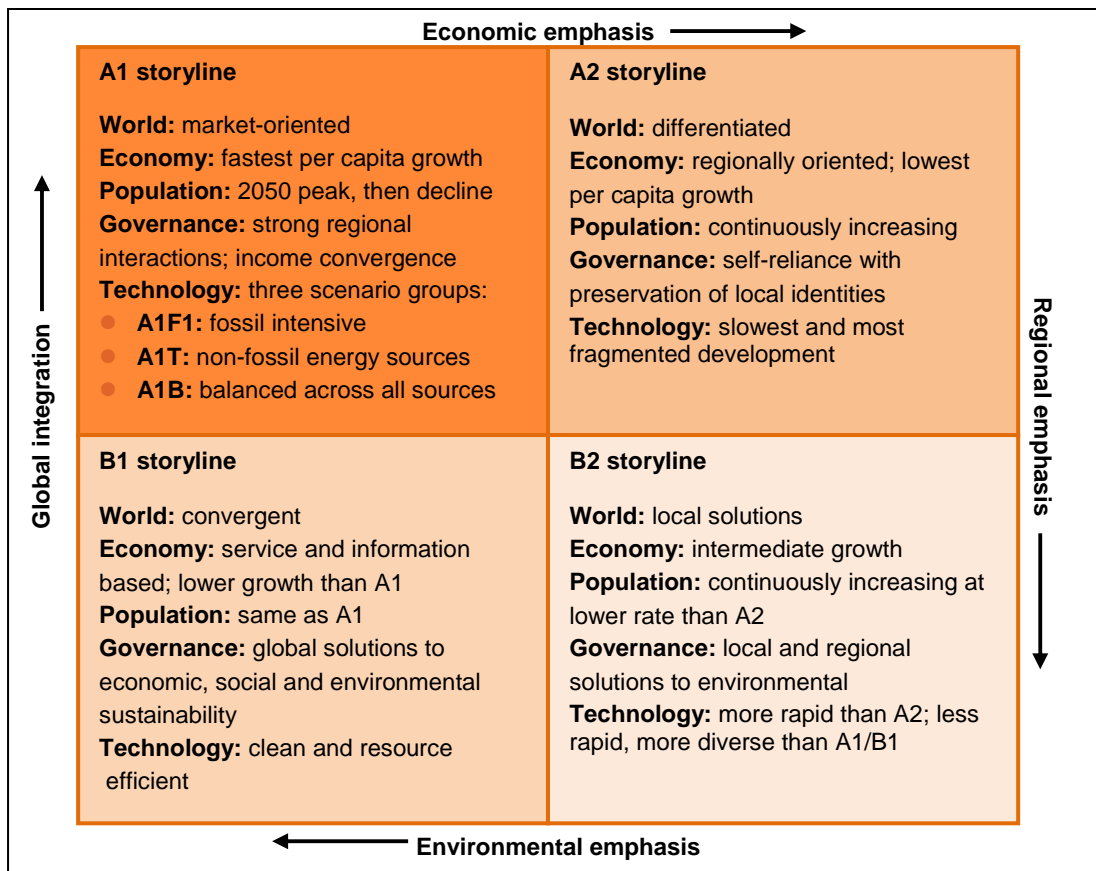 Economic emphasis
A1 storyline
World: market-oriented
Economy: fastest per capita growth
Population: 2050 peak, then decline
Governance: strong regional
interactions; income convergence
Technology: three scenario groups:
A1F1: fossil intensive
A1T: non-fossil energy sources
A1B: balanced across all sources
A2 storyline
World: differentiated
Economy: regionally oriented; lowest
per capita growth
Population: continuously increasing
Governance: self-reliance with
preservation of local identities
Technology: slowest and most
fragmented development
Global integration
Regional emphasis
B1 storyline
World: convergent
Economy: service and information
based; lower growth than A1
Population: same as A1
Governance: global solutions to
economic, social and environmental
sustainability
Technology: clean and resource
efficient
B2 storyline
World: local solutions
Economy: intermediate growth
Population: continuously increasing at
lower rate than A2
Governance: local and regional
solutions to environmental
Technology: more rapid than A2; less
rapid, more diverse than A1/B1
Environmental emphasis